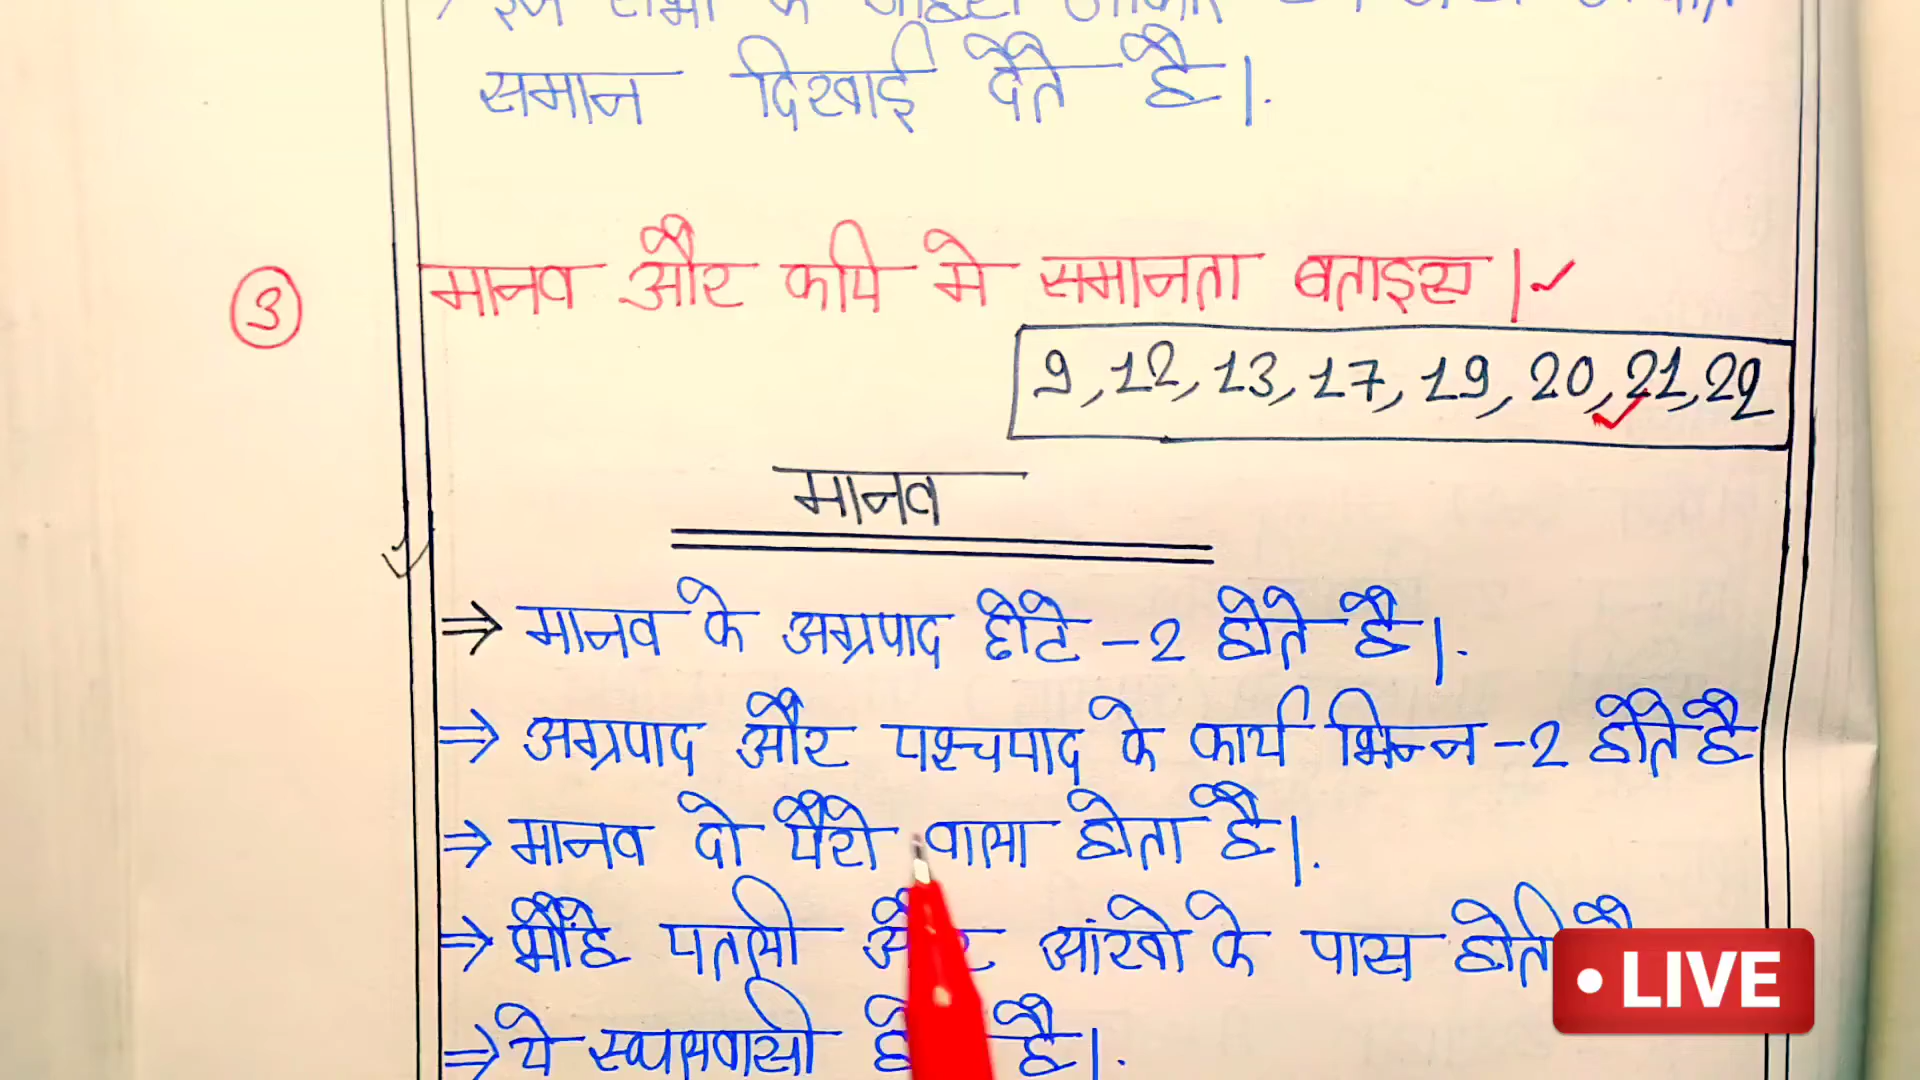 समान दिखाई देते है।.
③ मानव और कपि मे समानता बताइए।
9, 12, 13, 17, 19, 20, 21, 22
मानव
⇒ मानव के अग्रपाद छोटे -2 होते है।.
⇒ अग्रपाद और पश्चपाद के कार्य भिन्न -2 होते है
⇒ मानव दो पैरो वाला होता है।.
⇒ भौंहे पतली और आंखो के पास होती है
⇒ ये स्थलवासी है।.
• LIVE